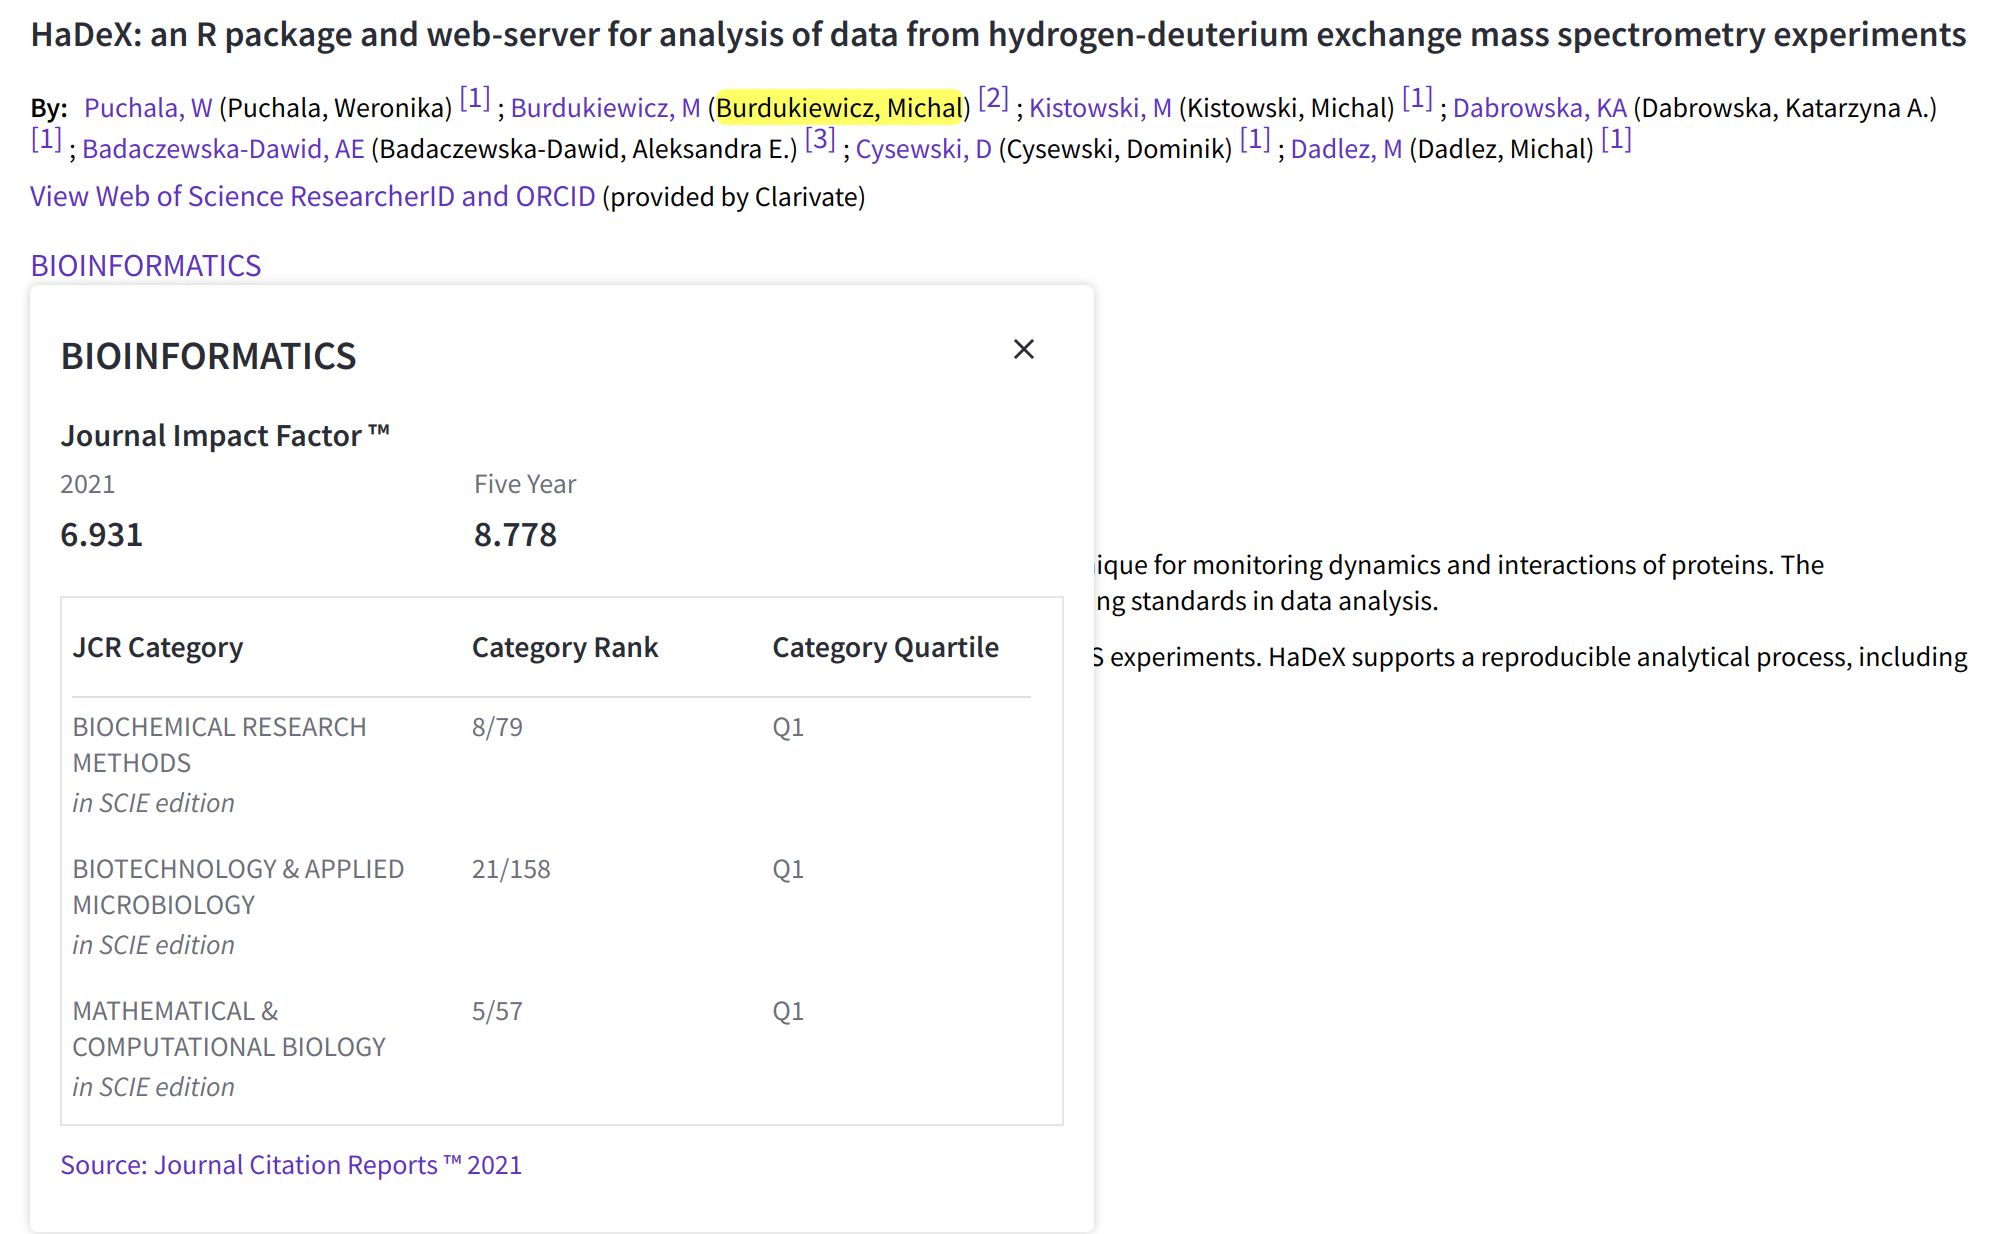 HaDeX: an R package and web-server for analysis of data from hydrogen-deuterium exchange mass spectrometry experiments
By: Puchala, W (Puchala, Weronika) [1] ; Burdukiewicz, M (Burdukiewicz, Michal) [2] ; Kistowski, M (Kistowski, Michal) [1] ; Dabrowska, KA (Dabrowska, Katarzyna A.)
[1] ; Badaczewska-Dawid, AE (Badaczewska-Dawid, Aleksandra E.) [3] ; Cysewski, D (Cysewski, Dominik) [1] ; Dadlez, M (Dadlez, Michal) [1]
View Web of Science ResearcherID and ORCID (provided by Clarivate)
BIOINFORMATICS
BIOINFORMATICS
Journal Impact Factor ™
2021 Five Year
6.931 8.778
for monitoring dynamics and interactions of proteins. The
standards in data analysis.
JCR Category Category Rank Category Quartile
experiments. HaDeX supports a reproducible analytical process, including
BIOCHEMICAL RESEARCH 8/79 Q1
METHODS
in SCIE edition
BIOTECHNOLOGY & APPLIED 21/158 Q1
MICROBIOLOGY
in SCIE edition
MATHEMATICAL & 5/57 Q1
COMPUTATIONAL BIOLOGY
in SCIE edition
Source: Journal Citation Reports ™ 2021